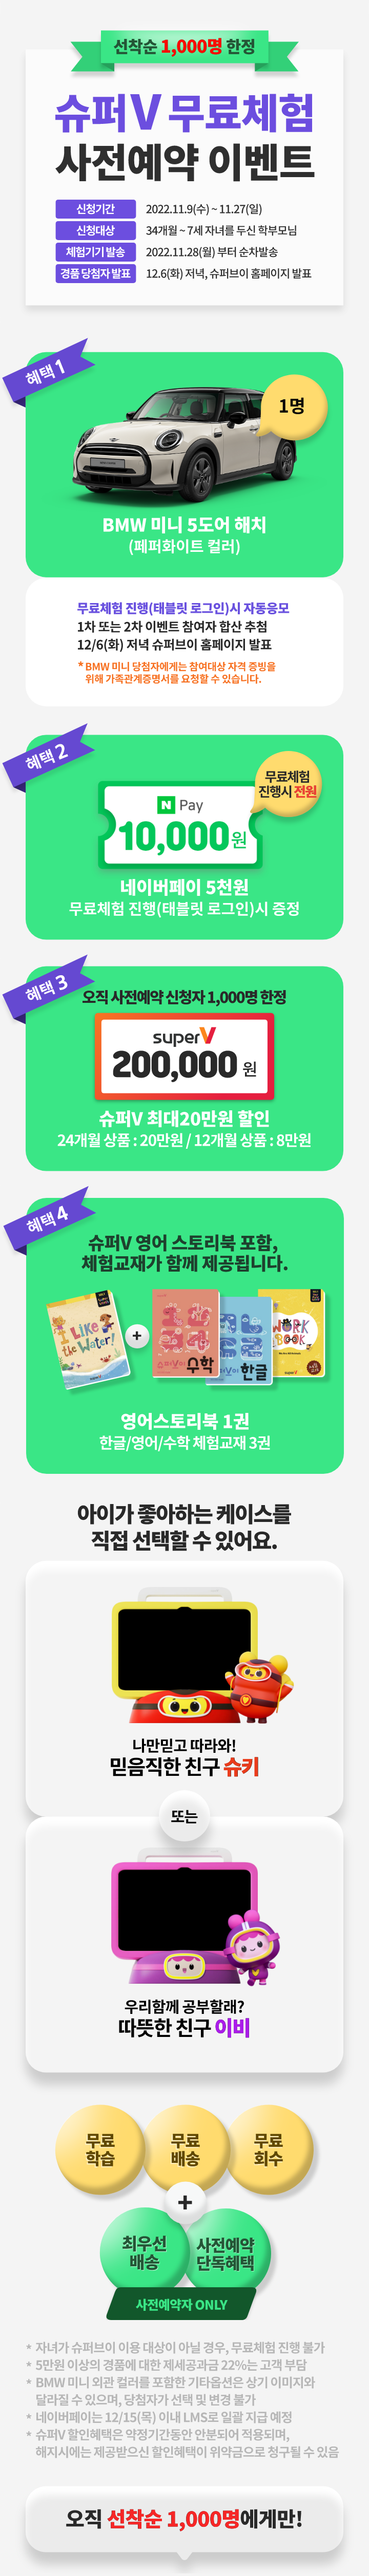 선착순 1,000명 한정
슈퍼V 무료체험
사전예약 이벤트
신청기간 2022.11.9(수) ~ 11.27(일)
신청대상 34개월 ~ 7세 자녀를 두신 학부모님
체험기기 발송 2022.11.28(월) 부터 순차발송
경품 당첨자 발표 12.6(화) 저녁, 슈퍼브이 홈페이지 발표
혜택 1
1명
BMW 미니 5도어 해치
(페퍼화이트 컬러)
무료체험 진행(태블릿 로그인)시 자동응모
1차 또는 2차 이벤트 참여자 합산 추첨
12/6(화) 저녁 슈퍼브이 홈페이지 발표
* BMW 미니 당첨자에게는 참여대상 자격 증빙을
위해 가족관계증명서를 요청할 수 있습니다.
혜택 2
무료체험
진행시 전원
N Pay
10,000원
네이버페이 5천원
무료체험 진행(태블릿 로그인)시 증정
혜택 3
오직 사전예약 신청자 1,000명 한정
superV
200,000 원
슈퍼V 최대20만원 할인
24개월 상품 : 20만원 / 12개월 상품 : 8만원
혜택 4
슈퍼V 영어 스토리북 포함,
체험교재가 함께 제공됩니다.
I Like
the Water!
+
수학
한글
WORK
BOOK
영어스토리북 1권
한글/영어/수학 체험교재 3권
아이가 좋아하는 케이스를
직접 선택할 수 있어요.
나만믿고 따라와!
믿음직한 친구 슈키
또는
우리함께 공부할래?
따뜻한 친구 이비
무료 무료 무료
학습 배송 회수
+
최우선 사전예약
배송 단독혜택
사전예약자 ONLY
* 자녀가 슈퍼브이 이용 대상이 아닐 경우, 무료체험 진행 불가
* 5만원 이상의 경품에 대한 제세공과금 22%는 고객 부담
* BMW 미니 외관 컬러를 포함한 기타옵션은 상기 이미지와
달라질 수 있으며, 당첨자가 선택 및 변경 불가
* 네이버페이는 12/15(목) 이내 LMS로 일괄 지급 예정
* 슈퍼V 할인혜택은 약정기간동안 안분되어 적용되며,
해지시에는 제공받으신 할인혜택이 위약금으로 청구될 수 있음
오직 선착순 1,000명에게만!